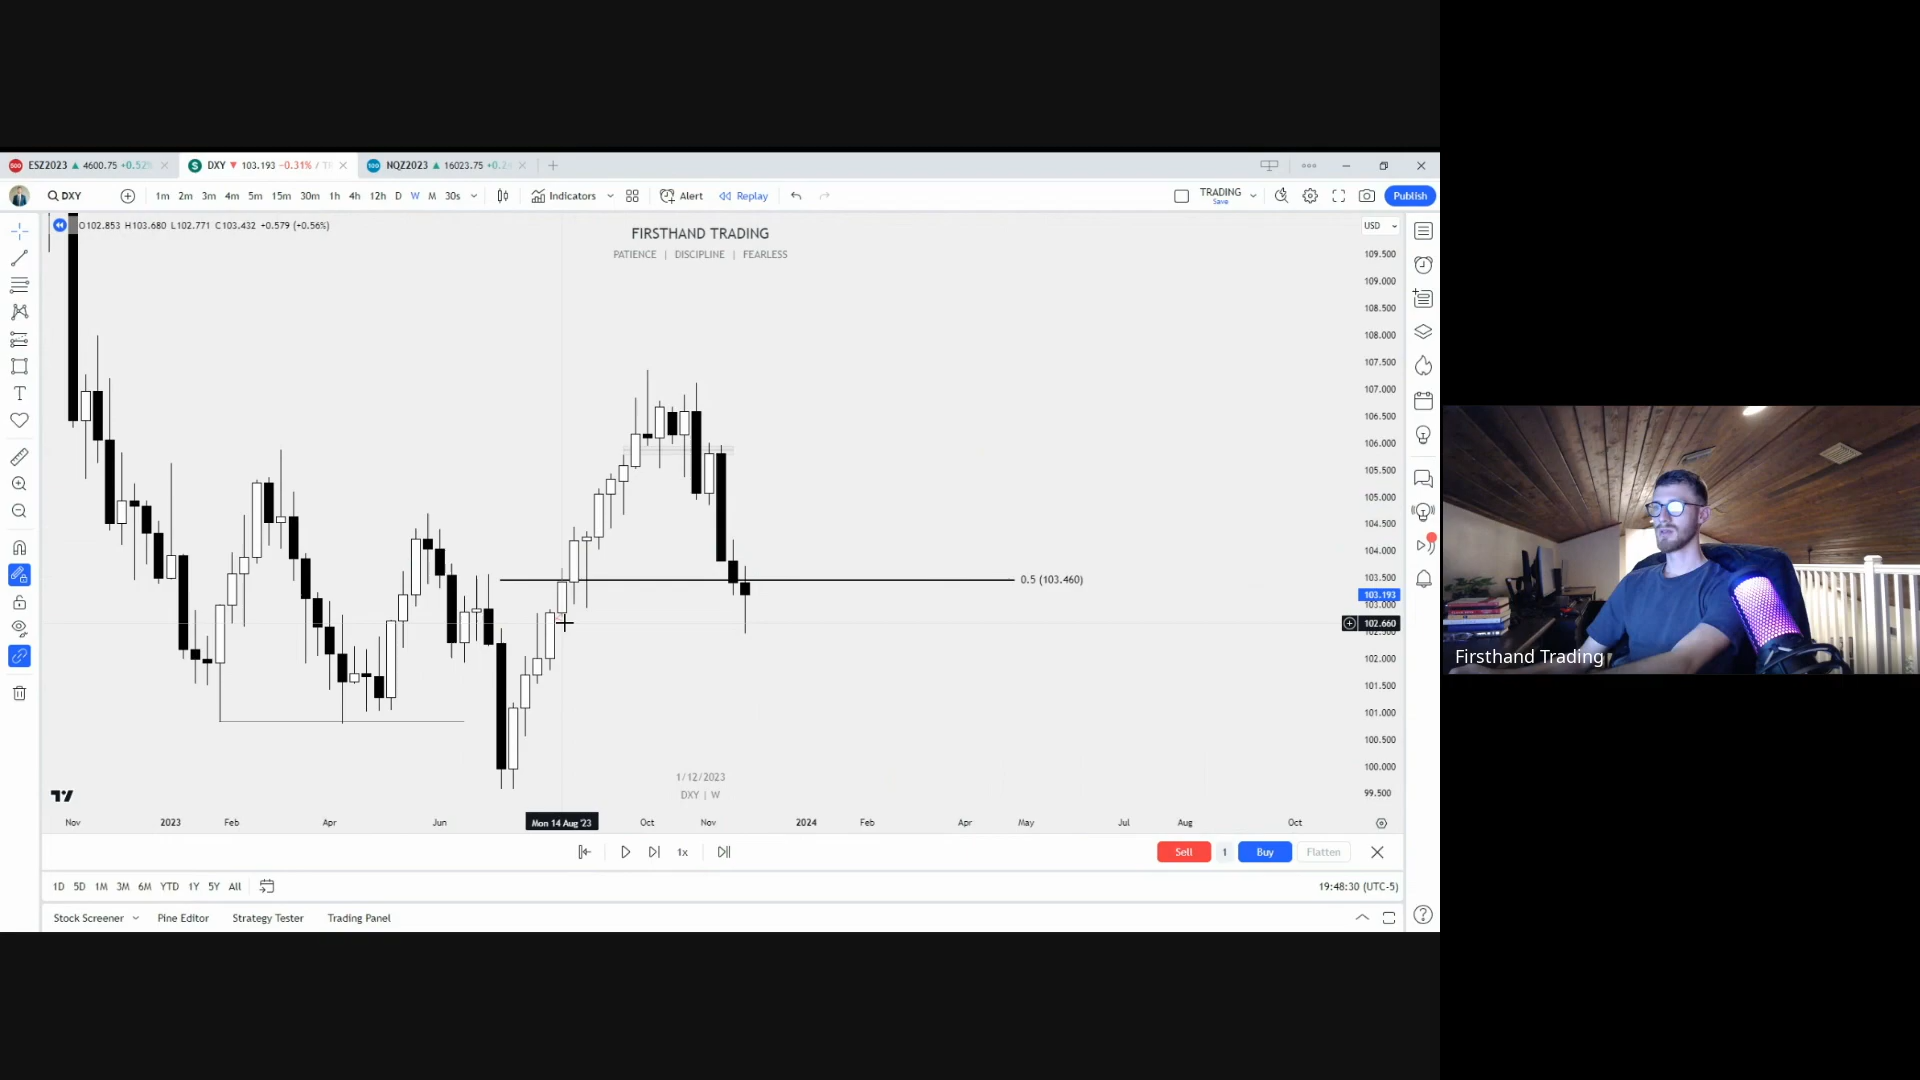 ESZ2023 ▲ 4600.75 +0.52%
DXY ▼ 103.193 −0.31% /
NQZ2023 ▲ 16023.75
DXY
1m 2m 3m 4m 5m 15m 30m 1h 4h 12h D W M 30s
Indicators
Alert
Replay
TRADING
Save
Publish
O102.853 H103.680 L102.771 C103.432 +0.579 (+0.56%)
FIRSTHAND TRADING
PATIENCE | DISCIPLINE | FEARLESS
USD
109.500
109.000
108.500
108.000
107.500
107.000
106.500
106.000
105.500
105.000
104.500
104.000
103.500
0.5 (103.460)
103.193
103.000
102.660
102.500
102.000
101.500
101.000
100.500
100.000
99.500
Firsthand Trading
1/12/2023
DXY | W
Nov 2023 Feb Apr Jun Mon 14 Aug '23 Oct Nov 2024 Feb Apr May Jul Aug Oct
1x
Sell 1 Buy Flatten
1D 5D 1M 3M 6M YTD 1Y 5Y All
19:48:30 (UTC-5)
Stock Screener Pine Editor Strategy Tester Trading Panel